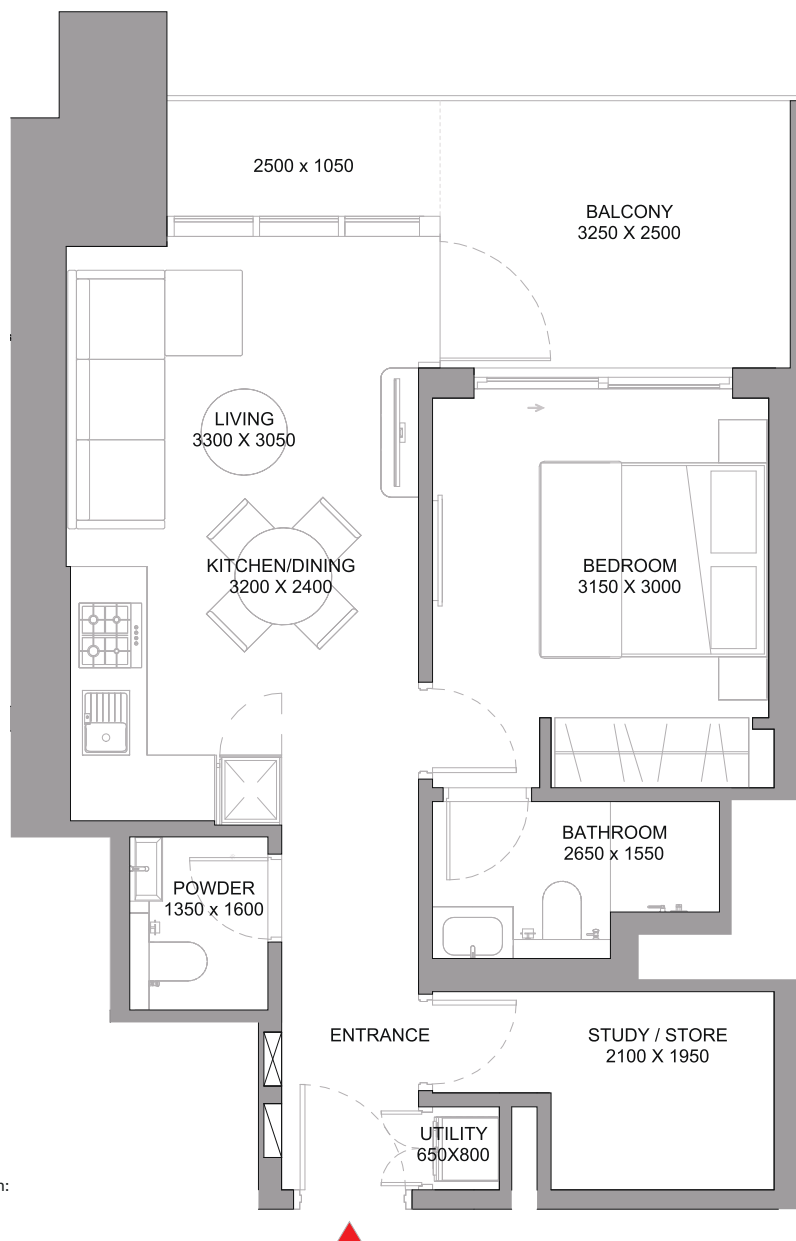 2500 x 1050
BALCONY
3250 X 2500
LIVING
3300 X 3050
KITCHEN/DINING
3200 X 2400
BEDROOM
3150 X 3000
BATHROOM
2650 x 1550
POWDER
1350 x 1600
ENTRANCE
STUDY / STORE
2100 X 1950
UTILITY
650X800
n: